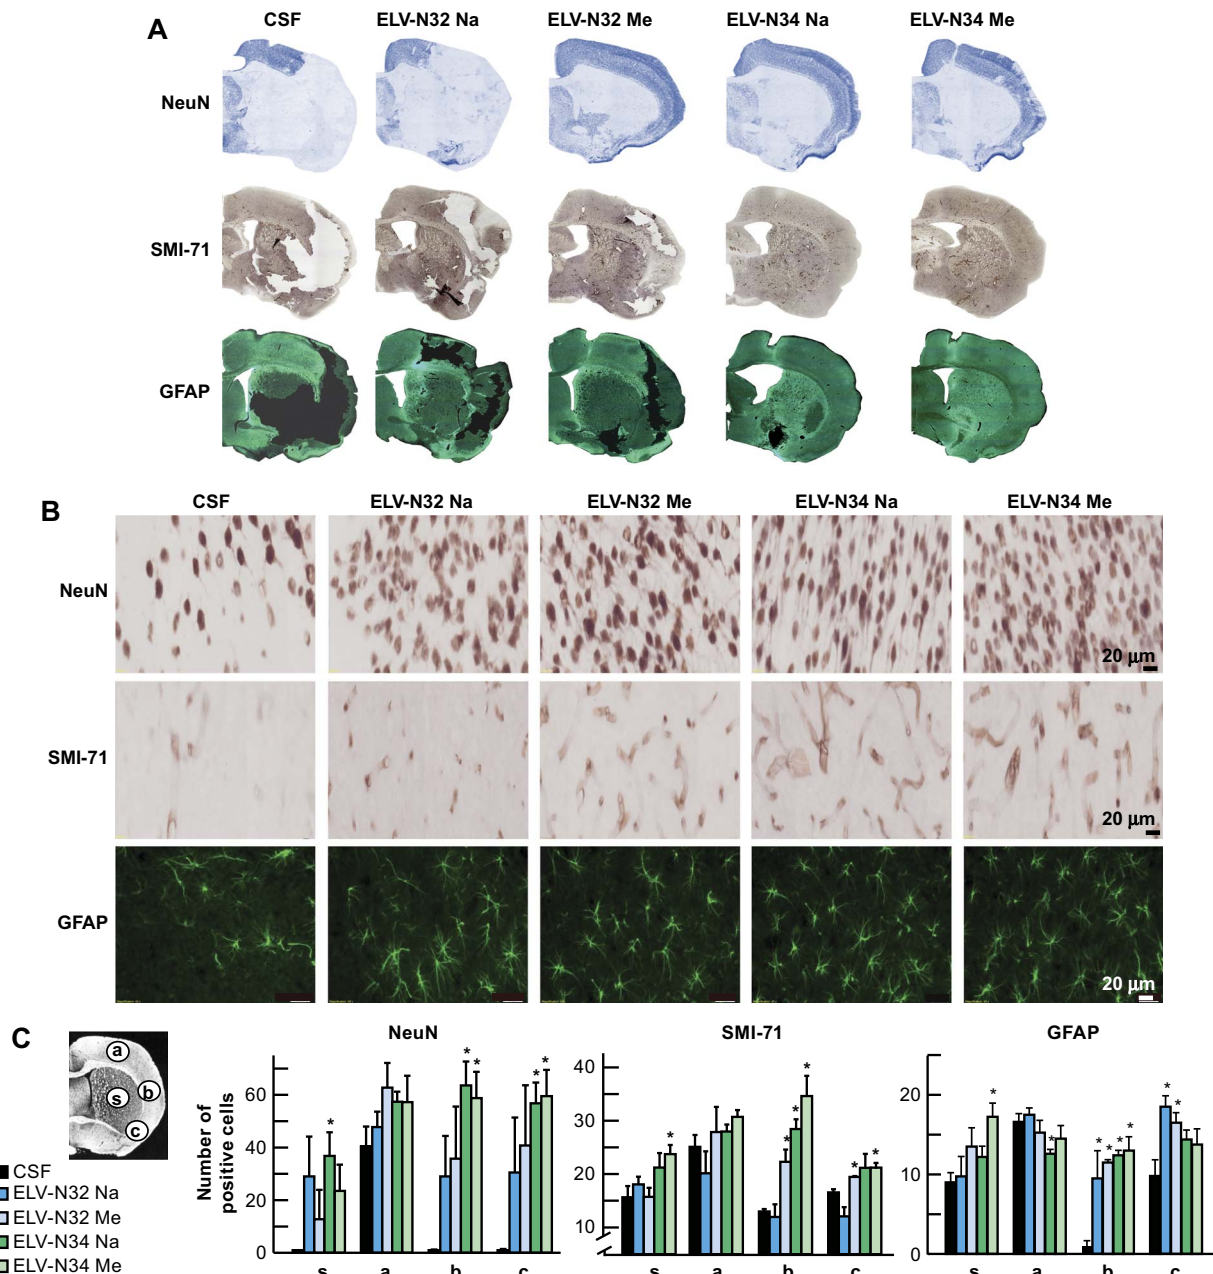 A
CSF ELV-N32 Na ELV-N32 Me ELV-N34 Na ELV-N34 Me
NeuN
SMI-71
GFAP
B
CSF ELV-N32 Na ELV-N32 Me ELV-N34 Na ELV-N34 Me
NeuN
20 µm
SMI-71
20 µm
GFAP
20 µm
C
a
b
s
c
CSF
ELV-N32 Na
ELV-N32 Me
ELV-N34 Na
ELV-N34 Me
NeuN
Number of
positive cells
60
40
20
0
* * * * *
s a b c
SMI-71
40
30
20
10
* * * * * *
s a b c
GFAP
20
10
0
* * * * * * * *
s a b c